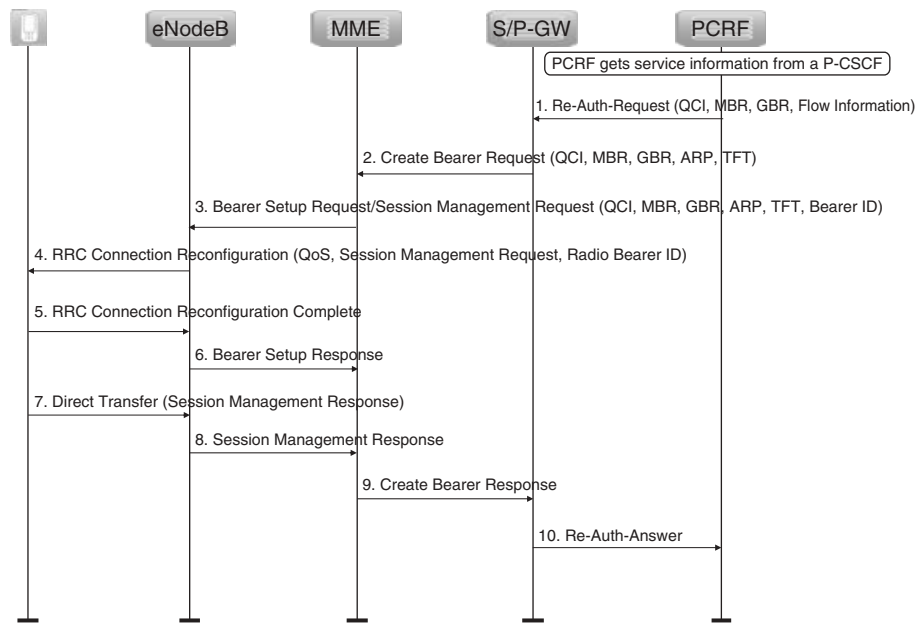 eNodeB
MME
S/P-GW
PCRF
PCRF gets service information from a P-CSCF
1. Re-Auth-Request (QCI, MBR, GBR, Flow Information)
2. Create Bearer Request (QCI, MBR, GBR, ARP, TFT)
3. Bearer Setup Request/Session Management Request (QCI, MBR, GBR, ARP, TFT, Bearer ID)
4. RRC Connection Reconfiguration (QoS, Session Management Request, Radio Bearer ID)
5. RRC Connection Reconfiguration Complete
6. Bearer Setup Response
7. Direct Transfer (Session Management Response)
8. Session Management Response
9. Create Bearer Response
10. Re-Auth-Answer